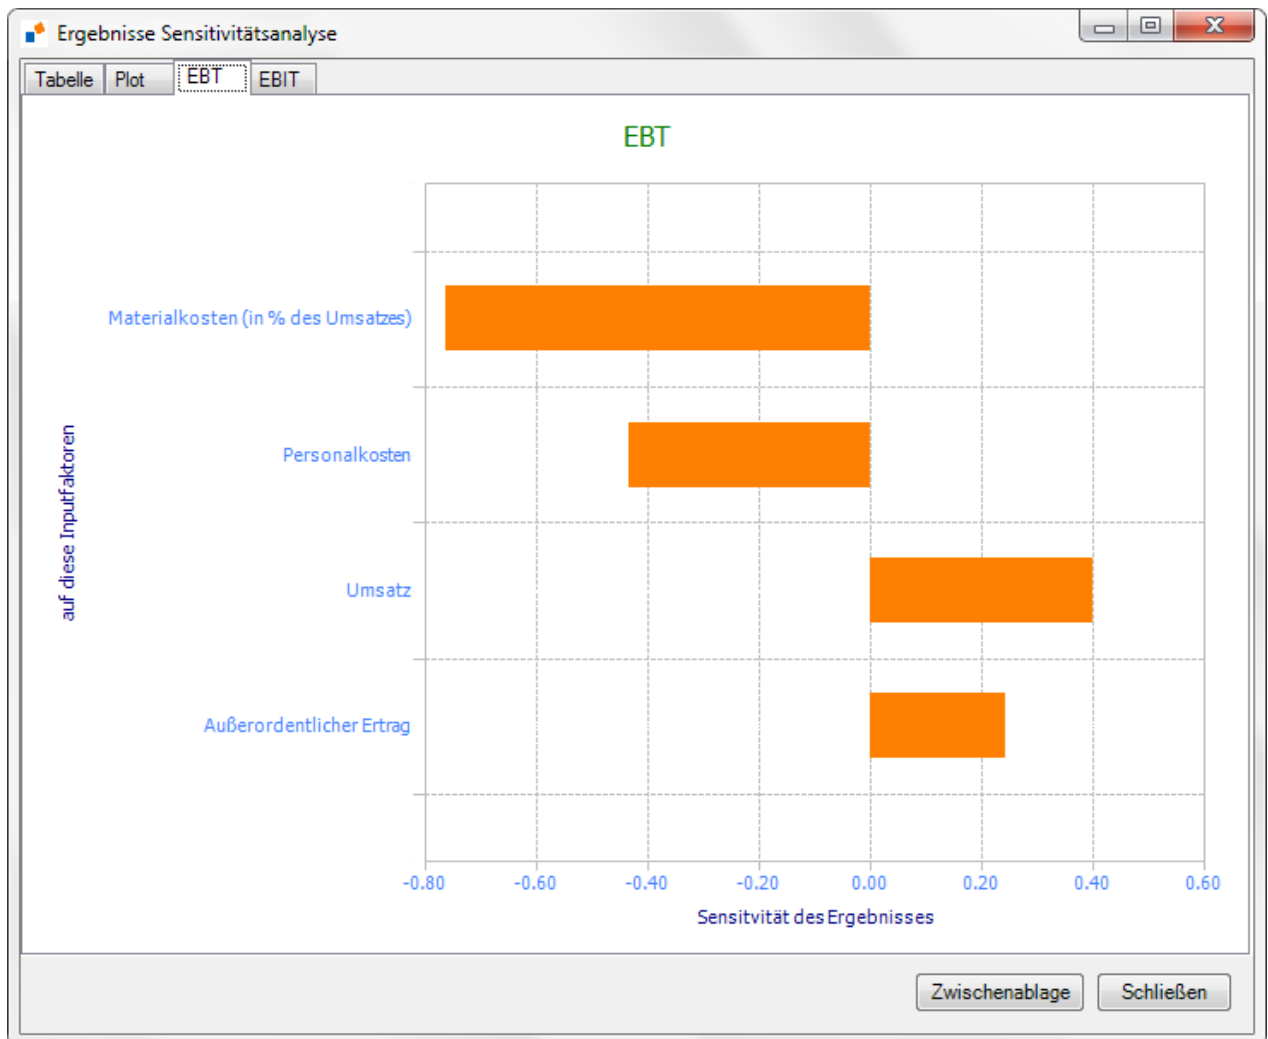 Ergebnisse Sensitivitätsanalyse
Tabelle Plot EBT EBIT
EBT
Materialkosten (in % des Umsatzes)
Personalkosten
Umsatz
Außerordentlicher Ertrag
auf diese Inputfaktoren
-0.80 -0.60 -0.40 -0.20 0.00 0.20 0.40 0.60
Sensitvität des Ergebnisses
Zwischenablage Schließen